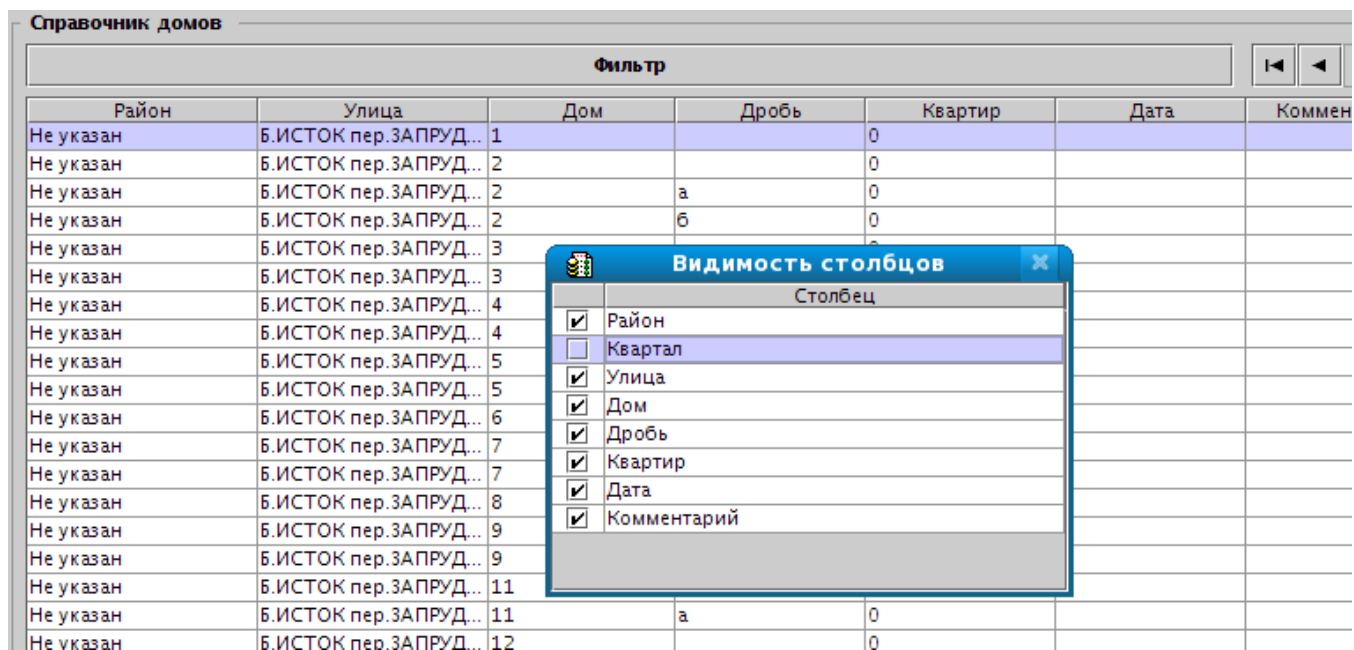 Справочник домов
Фильтр
Район Улица Дом Дробь Квартир Дата Коммен
Не указан Б.ИСТОК пер.ЗАПРУД... 1 0
Не указан Б.ИСТОК пер.ЗАПРУД... 2 0
Не указан Б.ИСТОК пер.ЗАПРУД... 2 а 0
Не указан Б.ИСТОК пер.ЗАПРУД... 2 б 0
Не указан Б.ИСТОК пер.ЗАПРУД... 3
Не указан Б.ИСТОК пер.ЗАПРУД... 3
Не указан Б.ИСТОК пер.ЗАПРУД... 4
Не указан Б.ИСТОК пер.ЗАПРУД... 4
Не указан Б.ИСТОК пер.ЗАПРУД... 5
Не указан Б.ИСТОК пер.ЗАПРУД... 5
Не указан Б.ИСТОК пер.ЗАПРУД... 6
Не указан Б.ИСТОК пер.ЗАПРУД... 7
Не указан Б.ИСТОК пер.ЗАПРУД... 7
Не указан Б.ИСТОК пер.ЗАПРУД... 8
Не указан Б.ИСТОК пер.ЗАПРУД... 9
Не указан Б.ИСТОК пер.ЗАПРУД... 9
Не указан Б.ИСТОК пер.ЗАПРУД... 11
Не указан Б.ИСТОК пер.ЗАПРУД... 11 а 0
Не указан Б.ИСТОК пер.ЗАПРУД... 12 0
Видимость столбцов
Столбец
Район
Квартал
Улица
Дом
Дробь
Квартир
Дата
Комментарий